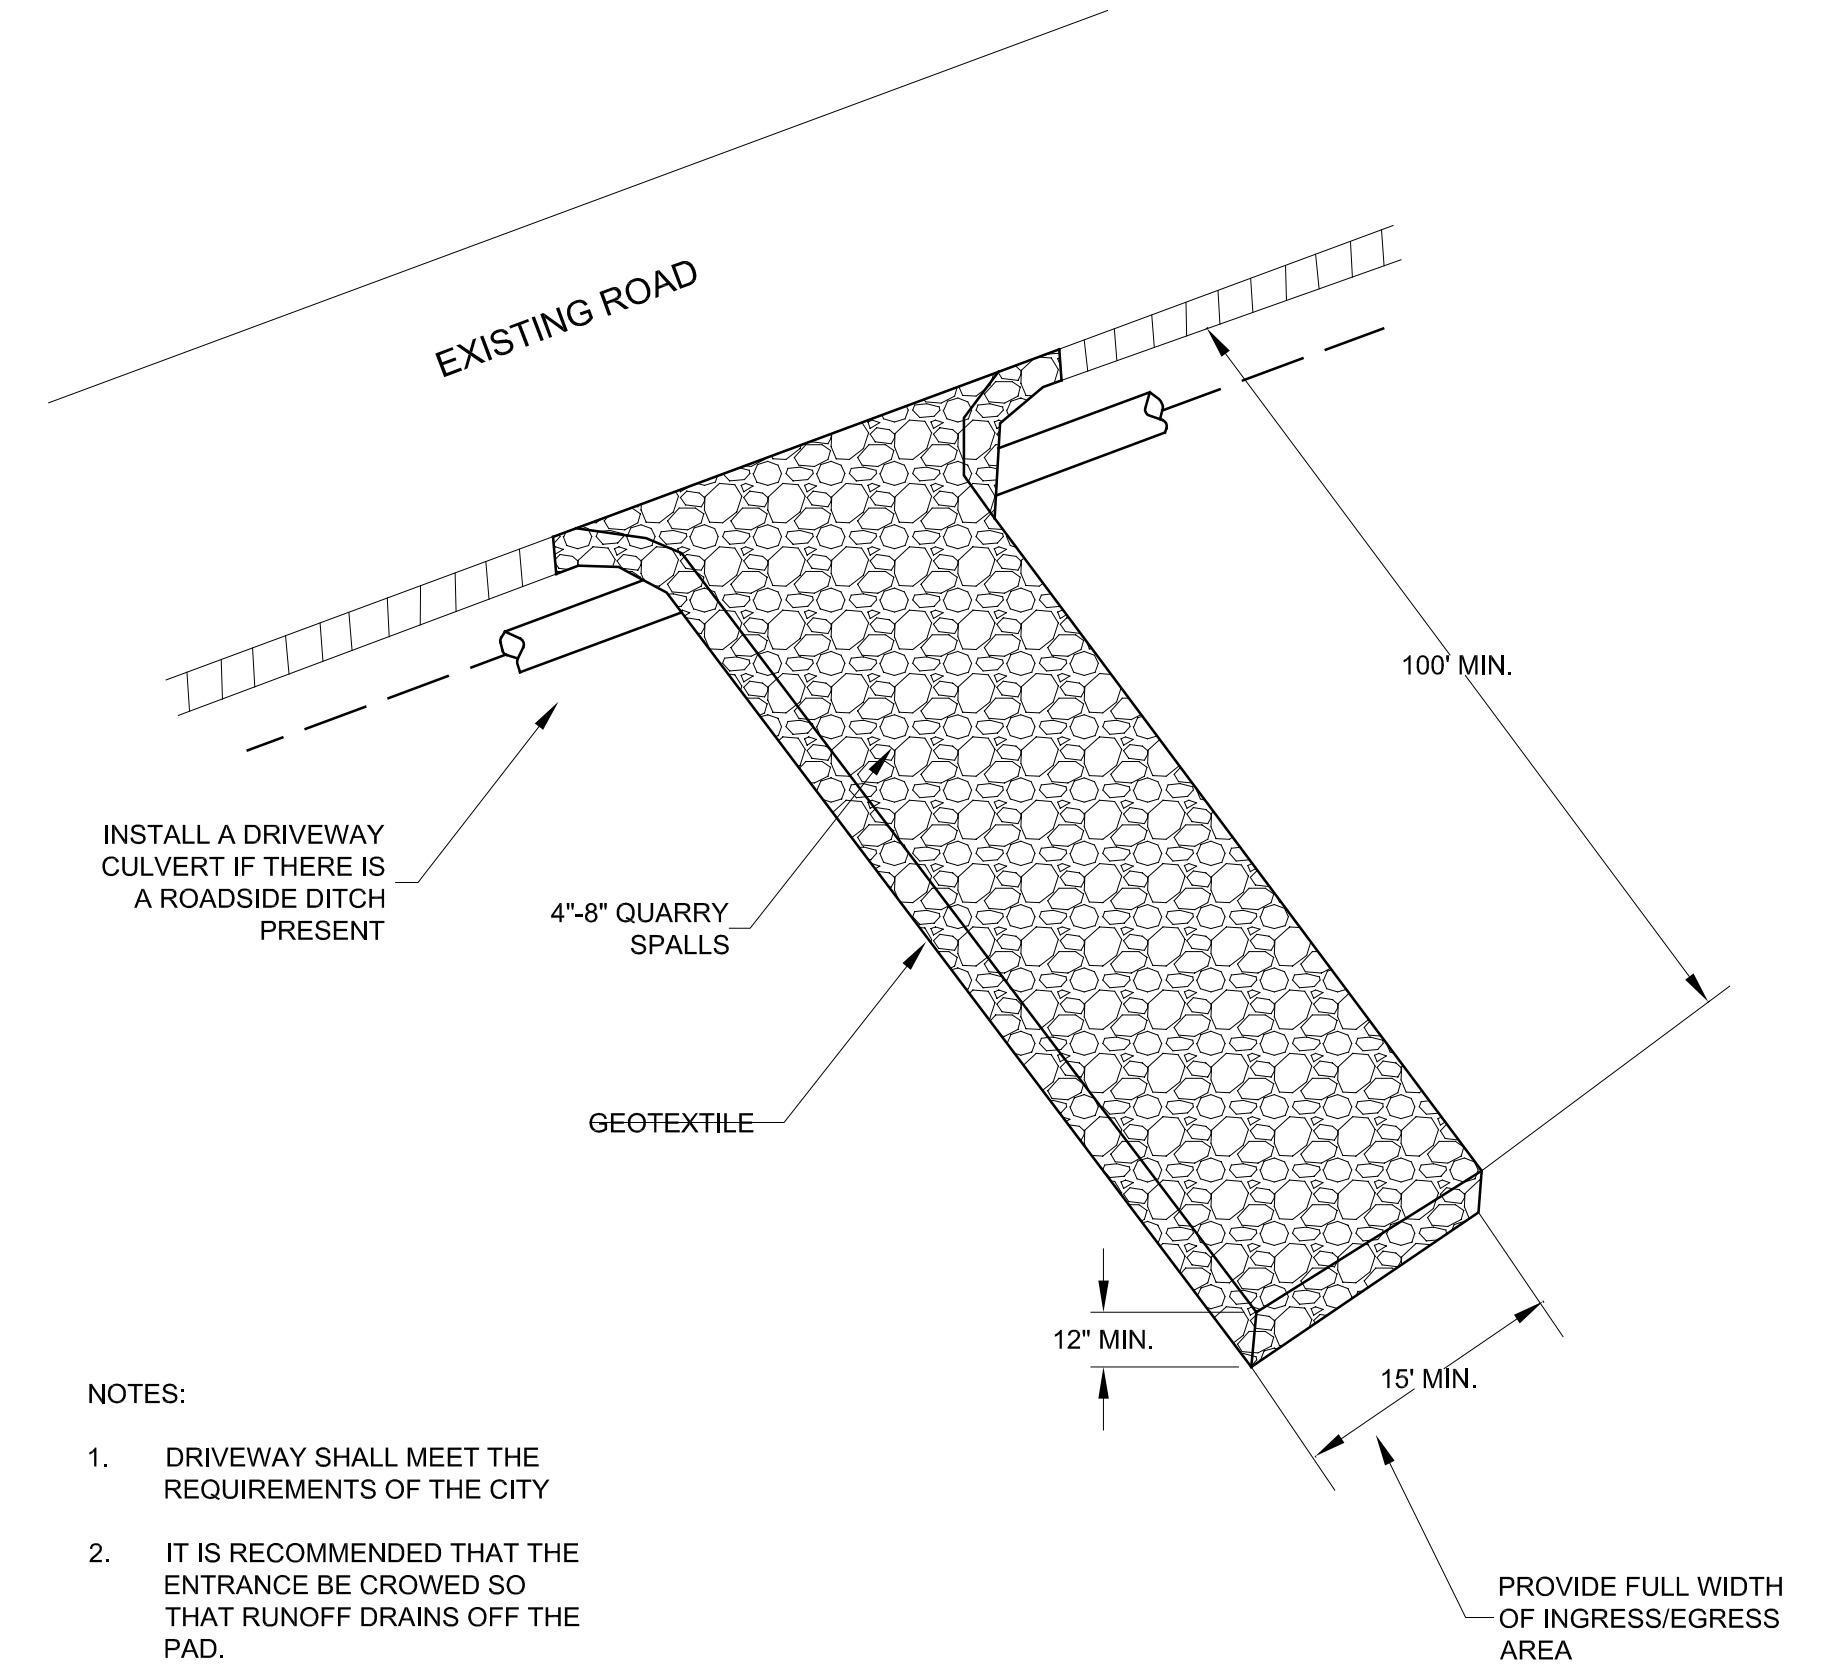 EXISTING ROAD
100' MIN.
INSTALL A DRIVEWAY
CULVERT IF THERE IS
A ROADSIDE DITCH
PRESENT
4"-8" QUARRY
SPALLS
GEOTEXTILE
12" MIN.
15' MIN.
NOTES:
1. DRIVEWAY SHALL MEET THE
REQUIREMENTS OF THE CITY
2. IT IS RECOMMENDED THAT THE
ENTRANCE BE CROWED SO
THAT RUNOFF DRAINS OFF THE
PAD.
PROVIDE FULL WIDTH
OF INGRESS/EGRESS
AREA